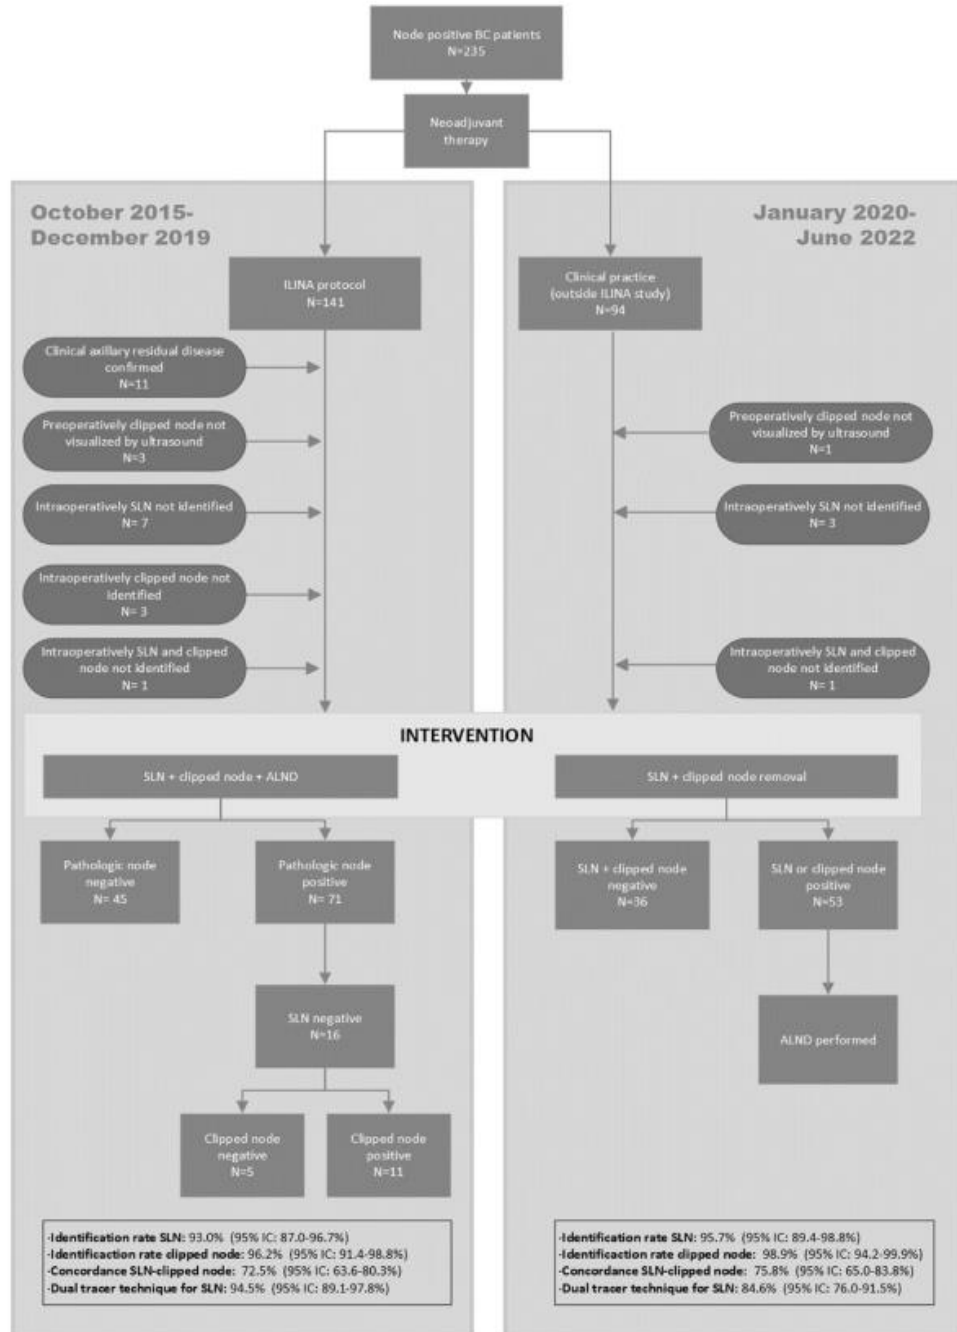 Node positive BC patients
N=235
Neoadjuvant
therapy
October 2015-
December 2019
ILINA protocol
N=141
Clinical axillary residual disease
confirmed
N=11
Preoperatively clipped node not
visualized by ultrasound
N=3
Intraoperatively SLN not identified
N= 7
Intraoperatively clipped node not
identified
N= 3
Intraoperatively SLN and clipped
node not identified
N= 1
January 2020-
June 2022
Clinical practice
(outside ILINA study)
N=94
Preoperatively clipped node not
visualized by ultrasound
N=1
Intraoperatively SLN not identified
N= 3
Intraoperatively SLN and clipped
node not identified
N= 1
INTERVENTION
SLN + clipped node + ALND
SLN + clipped node removal
Pathologic node
negative
N= 45
Pathologic node
positive
N= 71
SLN negative
N=16
Clipped node
negative
N=5
Clipped node
positive
N=11
SLN + clipped node
negative
N=36
SLN or clipped node
positive
N=53
ALND performed
-Identification rate SLN: 93.0% (95% IC: 87.0-96.7%)
-Identificaction rate clipped node: 96.2% (95% IC: 91.4-98.8%)
-Concordance SLN-clipped node: 72.5% (95% IC: 63.6-80.3%)
-Dual tracer technique for SLN: 94.5% (95% IC: 89.1-97.8%)
-Identification rate SLN: 95.7% (95% IC: 89.4-98.8%)
-Identificaction rate clipped node: 98.9% (95% IC: 94.2-99.9%)
-Concordance SLN-clipped node: 75.8% (95% IC: 65.0-83.8%)
-Dual tracer technique for SLN: 84.6% (95% IC: 76.0-91.5%)